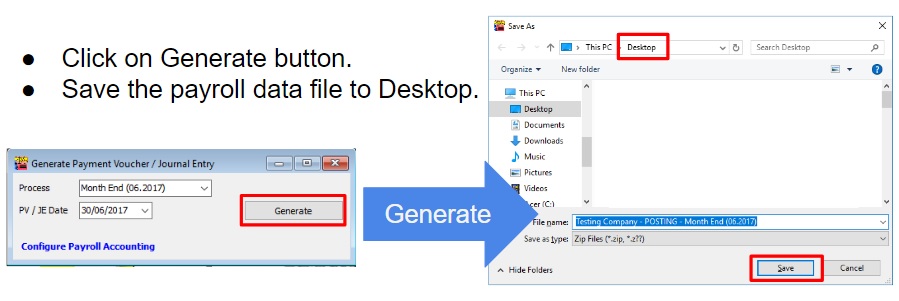 ● Click on Generate button.
● Save the payroll data file to Desktop.
Generate Payment Voucher / Journal Entry
Process Month End (06.2017)
PV / JE Date 30/06/2017 Generate
Configure Payroll Accounting
Generate
Save As
This PC > Desktop Search Desktop
Organize New folder
This PC
Desktop
Documents
Downloads
Music
Pictures
Videos
Acer (C:)
File name: Testing Company - POSTING - Month End (06.2017)
Save as type: Zip Files (*.zip, *.z??)
Hide Folders Save Cancel